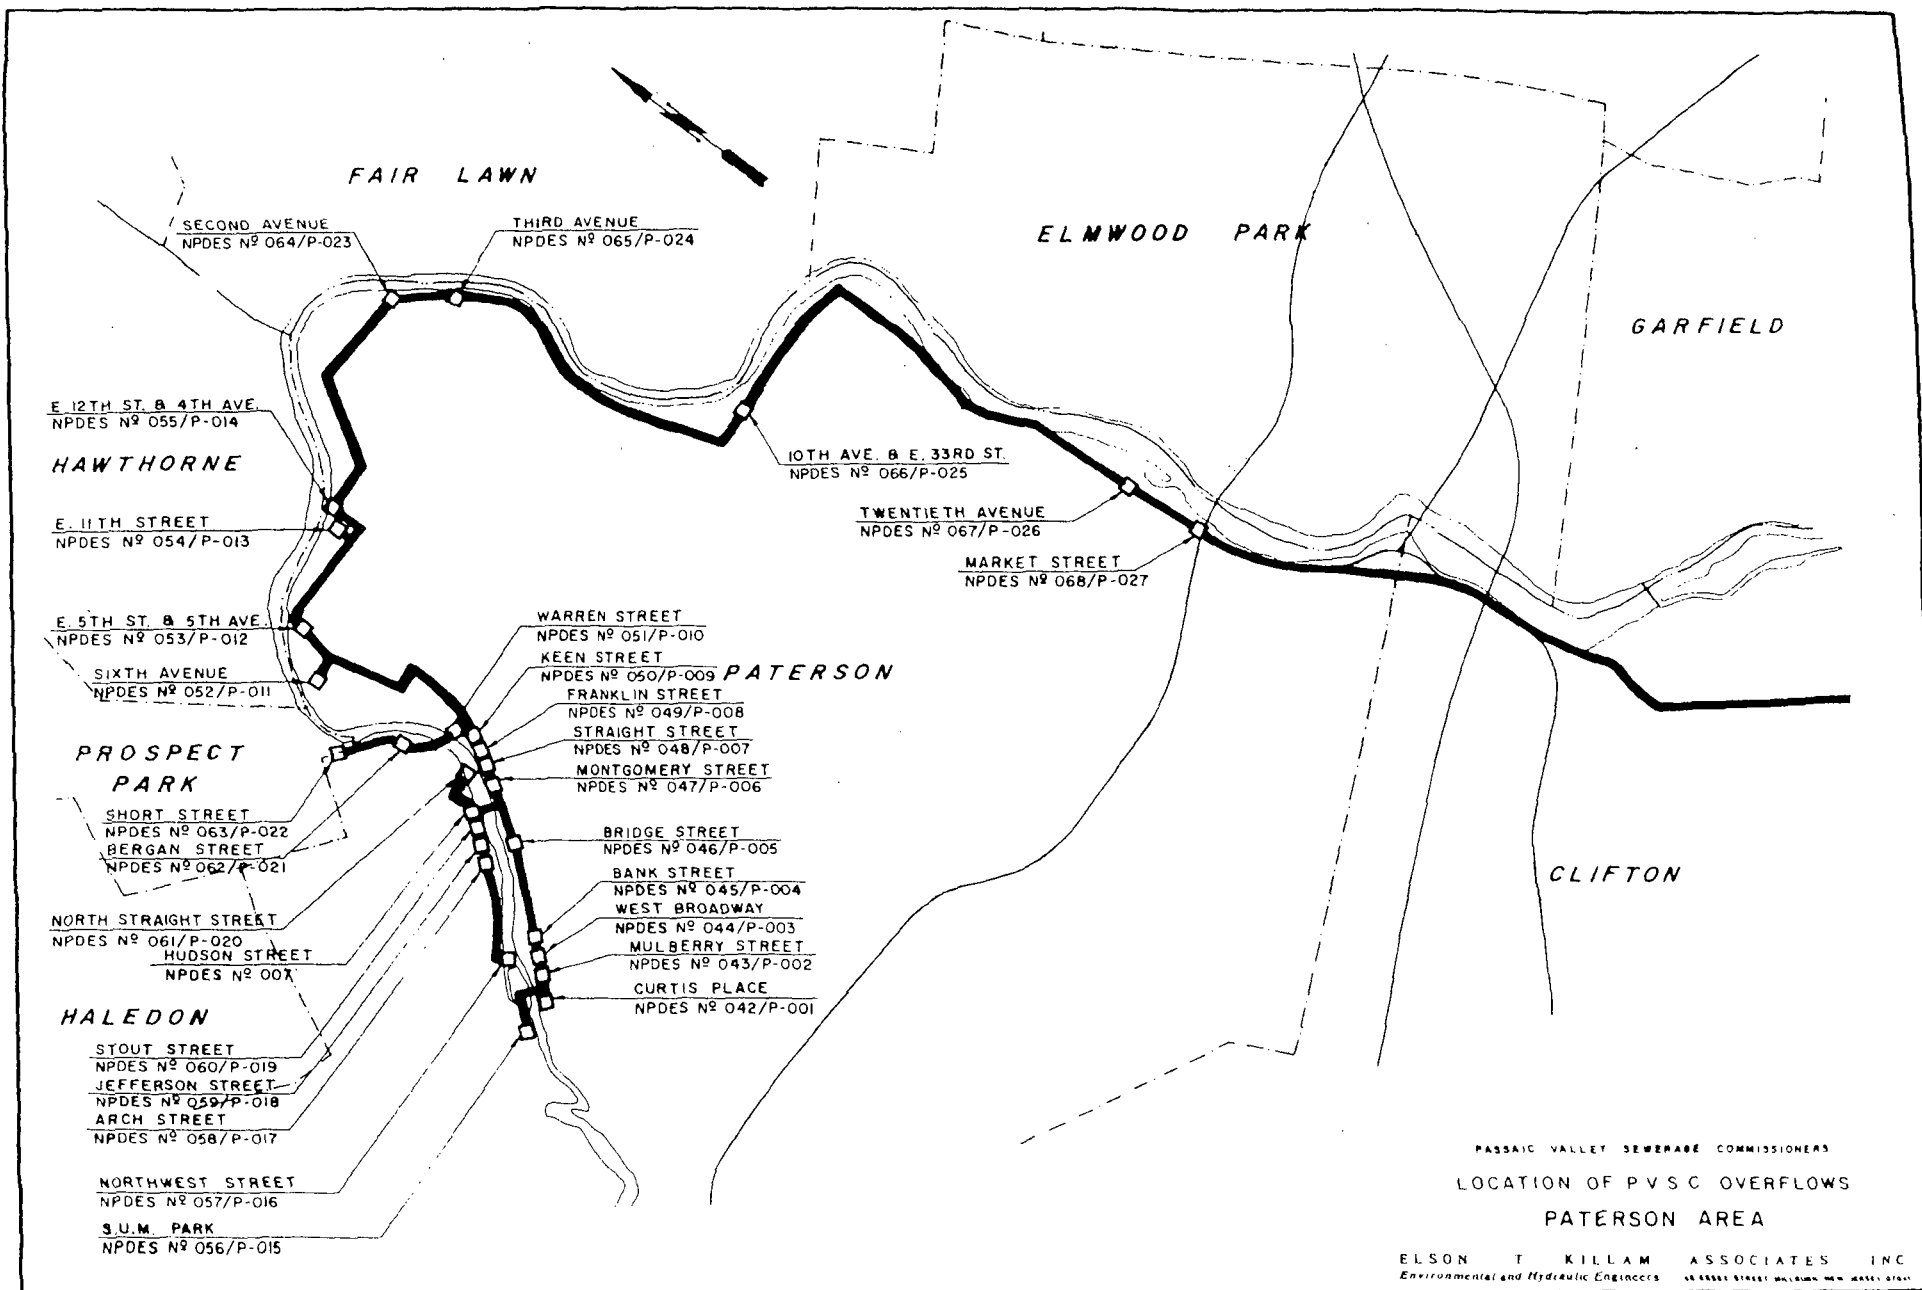 FAIR LAWN
SECOND AVENUE
NPDES Nº 064/P-023
THIRD AVENUE
NPDES Nº 065/P-024
ELMWOOD PARK
GARFIELD
E. 12TH ST. & 4TH AVE.
NPDES Nº 055/P-014
HAWTHORNE
10TH AVE. & E. 33RD ST.
NPDES Nº 066/P-025
E. 11TH STREET
NPDES Nº 054/P-013
TWENTIETH AVENUE
NPDES Nº 067/P-026
MARKET STREET
NPDES Nº 068/P-027
E. 5TH ST. & 5TH AVE.
NPDES Nº 053/P-012
SIXTH AVENUE
NPDES Nº 052/P-011
WARREN STREET
NPDES Nº 051/P-010
KEEN STREET
NPDES Nº 050/P-009
PATERSON
FRANKLIN STREET
NPDES Nº 049/P-008
STRAIGHT STREET
NPDES Nº 048/P-007
MONTGOMERY STREET
NPDES Nº 047/P-006
PROSPECT
PARK
SHORT STREET
NPDES Nº 063/P-022
BERGAN STREET
NPDES Nº 062/P-021
BRIDGE STREET
NPDES Nº 046/P-005
BANK STREET
NPDES Nº 045/P-004
WEST BROADWAY
NPDES Nº 044/P-003
MULBERRY STREET
NPDES Nº 043/P-002
CURTIS PLACE
NPDES Nº 042/P-001
CLIFTON
NORTH STRAIGHT STREET
NPDES Nº 061/P-020
HUDSON STREET
NPDES Nº 007
HALEDON
STOUT STREET
NPDES Nº 060/P-019
JEFFERSON STREET
NPDES Nº 059/P-018
ARCH STREET
NPDES Nº 058/P-017
NORTHWEST STREET
NPDES Nº 057/P-016
S.U.M. PARK
NPDES Nº 056/P-015
PASSAIC VALLEY SEWERAGE COMMISSIONERS
LOCATION OF PVSC OVERFLOWS
PATERSON AREA
ELSON T KILLAM ASSOCIATES INC
Environmental and Hydraulic Engineers